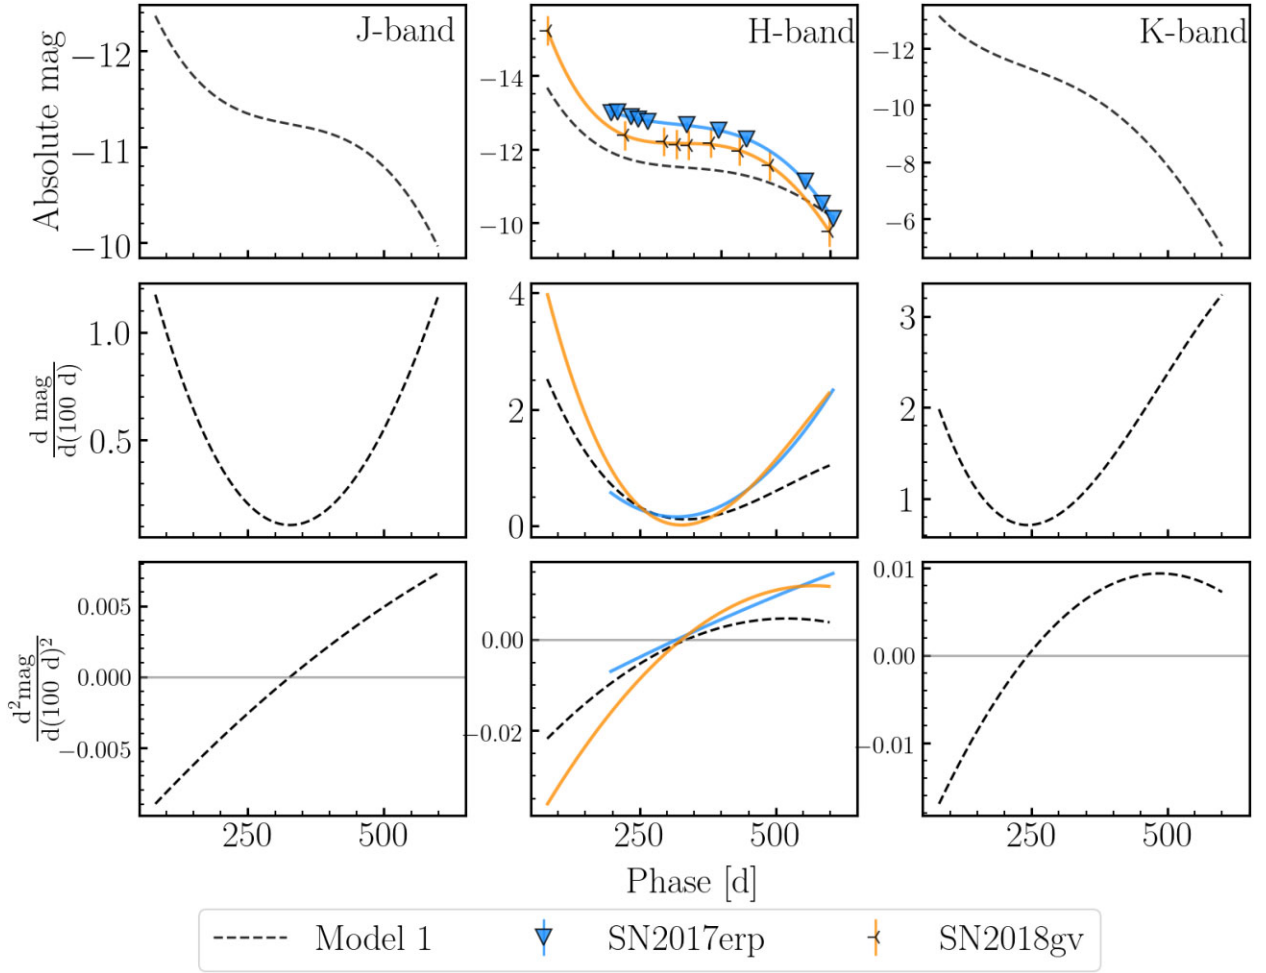 J-band
H-band
K-band
Absolute mag
−12
−11
−10
−14
−12
−10
−12
−10
−8
−6
d mag
d(100 d)
1.0
0.5
4
2
0
3
2
1
d²mag
d(100 d)²
0.005
0.000
−0.005
0.00
−0.02
0.01
0.00
−0.01
250 500
250 500
250 500
Phase [d]
Model 1 SN2017erp SN2018gv